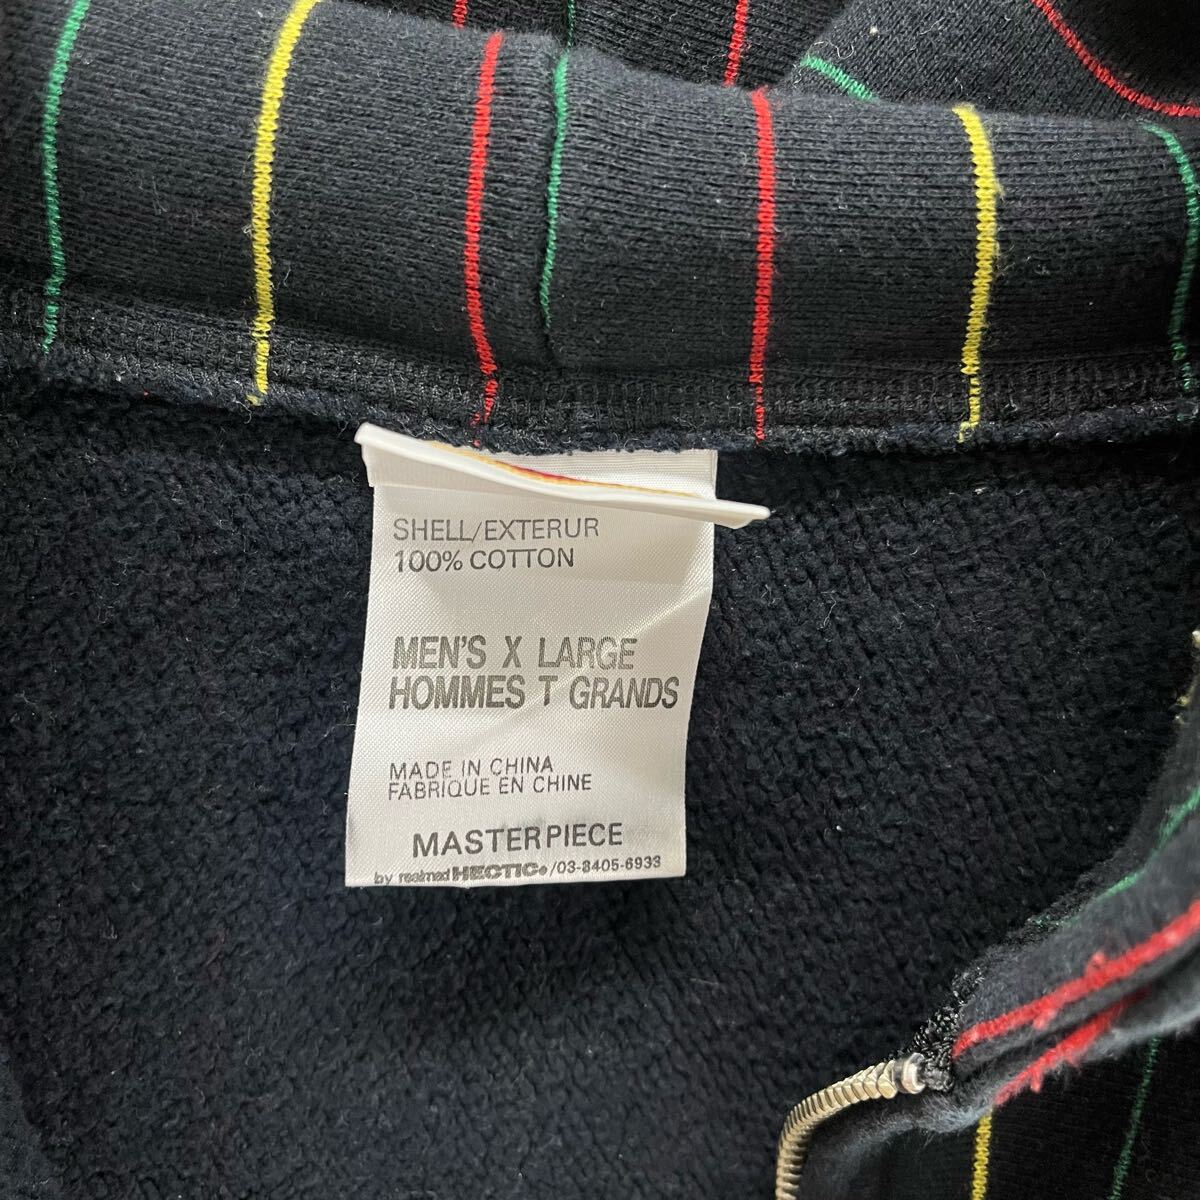 SHELL/EXTERUR
100% COTTON
MEN'S X LARGE
HOMMES T GRANDS
MADE IN CHINA
FABRIQUE EN CHINE
MASTERPIECE
by realmad HECTIC/03-3405-6933